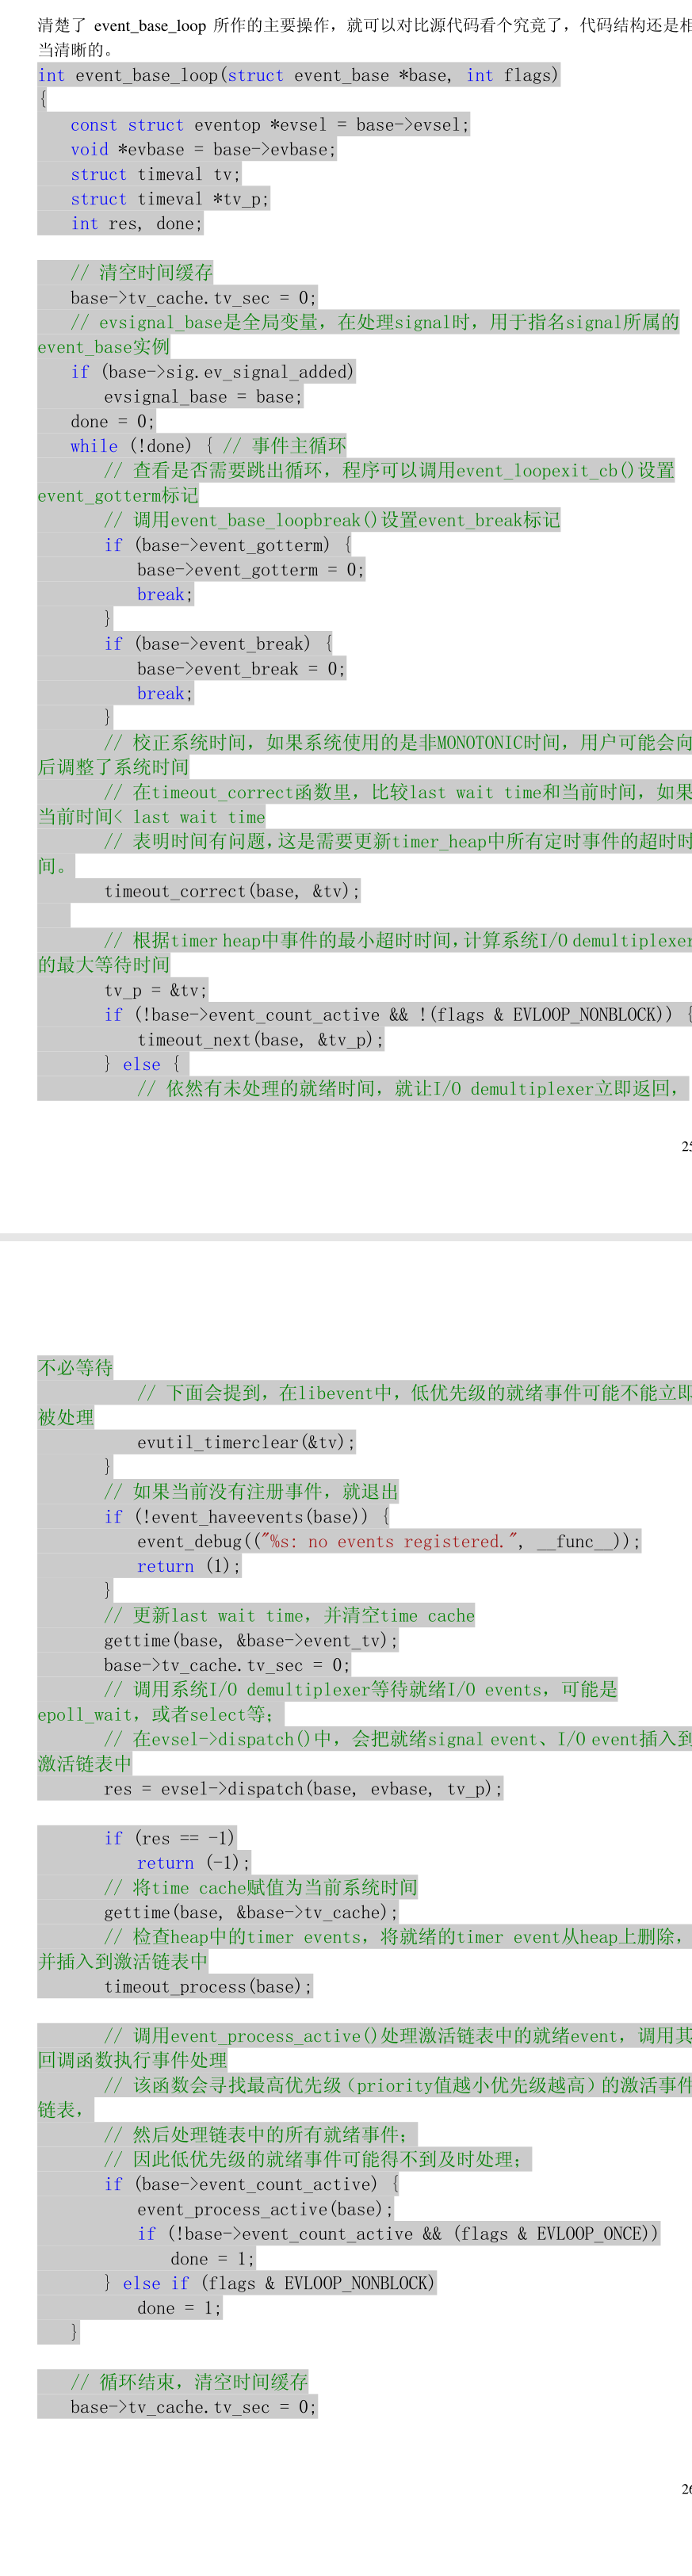 清楚了 event_base_loop 所作的主要操作，就可以对比源代码看个究竟了，代码结构还是相
当清晰的。
int event_base_loop(struct event_base *base, int flags)
{
    const struct eventop *evsel = base->evsel;
    void *evbase = base->evbase;
    struct timeval tv;
    struct timeval *tv_p;
    int res, done;
    // 清空时间缓存
    base->tv_cache.tv_sec = 0;
    // evsignal_base是全局变量，在处理signal时，用于指名signal所属的
event_base实例
    if (base->sig.ev_signal_added)
        evsignal_base = base;
    done = 0;
    while (!done) { // 事件主循环
        // 查看是否需要跳出循环，程序可以调用event_loopexit_cb()设置
event_gotterm标记
        // 调用event_base_loopbreak()设置event_break标记
        if (base->event_gotterm) {
            base->event_gotterm = 0;
            break;
        }
        if (base->event_break) {
            base->event_break = 0;
            break;
        }
        // 校正系统时间，如果系统使用的是非MONOTONIC时间，用户可能会向
后调整了系统时间
        // 在timeout_correct函数里，比较last wait time和当前时间，如果
当前时间< last wait time
        // 表明时间有问题，这是需要更新timer_heap中所有定时事件的超时时
间。
        timeout_correct(base, &tv);
        // 根据timer heap中事件的最小超时时间，计算系统I/O demultiplexer
的最大等待时间
        tv_p = &tv;
        if (!base->event_count_active && !(flags & EVLOOP_NONBLOCK)) {
            timeout_next(base, &tv_p);
        } else {
            // 依然有未处理的就绪时间，就让I/O demultiplexer立即返回，
25
不必等待
            // 下面会提到，在libevent中，低优先级的就绪事件可能不能立即
被处理
            evutil_timerclear(&tv);
        }
        // 如果当前没有注册事件，就退出
        if (!event_haveevents(base)) {
            event_debug(("%s: no events registered.", __func__));
            return (1);
        }
        // 更新last wait time，并清空time cache
        gettime(base, &base->event_tv);
        base->tv_cache.tv_sec = 0;
        // 调用系统I/O demultiplexer等待就绪I/O events，可能是
epoll_wait，或者select等；
        // 在evsel->dispatch()中，会把就绪signal event、I/O event插入到
激活链表中
        res = evsel->dispatch(base, evbase, tv_p);
        if (res == -1)
            return (-1);
        // 将time cache赋值为当前系统时间
        gettime(base, &base->tv_cache);
        // 检查heap中的timer events，将就绪的timer event从heap上删除，
并插入到激活链表中
        timeout_process(base);
        // 调用event_process_active()处理激活链表中的就绪event，调用其
回调函数执行事件处理
        // 该函数会寻找最高优先级（priority值越小优先级越高）的激活事件
链表，
        // 然后处理链表中的所有就绪事件；
        // 因此低优先级的就绪事件可能得不到及时处理；
        if (base->event_count_active) {
            event_process_active(base);
            if (!base->event_count_active && (flags & EVLOOP_ONCE))
                done = 1;
        } else if (flags & EVLOOP_NONBLOCK)
            done = 1;
    }
    // 循环结束，清空时间缓存
    base->tv_cache.tv_sec = 0;
26